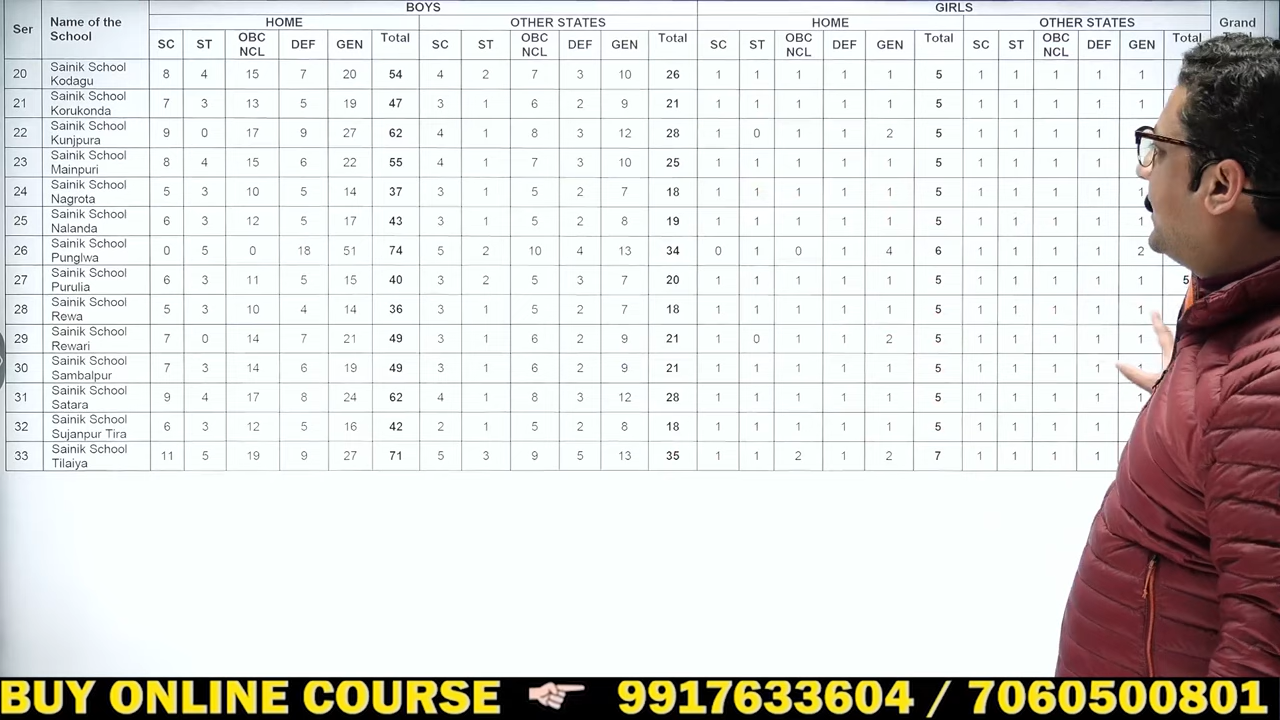 BOYS GIRLS
Ser Name of the School HOME OTHER STATES HOME OTHER STATES Grand
SC ST OBC NCL DEF GEN Total SC ST OBC NCL DEF GEN Total SC ST OBC NCL DEF GEN Total SC ST OBC NCL DEF GEN Total
20 Sainik School Kodagu 8 4 15 7 20 54 4 2 7 3 10 26 1 1 1 1 1 5 1 1 1 1 1
21 Sainik School Korukonda 7 3 13 5 19 47 3 1 6 2 9 21 1 1 1 1 1 5 1 1 1 1 1
22 Sainik School Kunjpura 9 0 17 9 27 62 4 1 8 3 12 28 1 0 1 1 2 5 1 1 1 1
23 Sainik School Mainpuri 8 4 15 6 22 55 4 1 7 3 10 25 1 1 1 1 1 5 1 1 1 1 1
24 Sainik School Nagrota 5 3 10 5 14 37 3 1 5 2 7 18 1 1 1 1 1 5 1 1 1 1 1
25 Sainik School Nalanda 6 3 12 5 17 43 3 1 5 2 8 19 1 1 1 1 1 5 1 1 1 1 1
26 Sainik School Punglwa 0 5 0 18 51 74 5 2 10 4 13 34 0 1 0 1 4 6 1 1 1 1 2
27 Sainik School Purulia 6 3 11 5 15 40 3 2 5 3 7 20 1 1 1 1 1 5 1 1 1 1 1 5
28 Sainik School Rewa 5 3 10 4 14 36 3 1 5 2 7 18 1 1 1 1 1 5 1 1 1 1 1
29 Sainik School Rewari 7 0 14 7 21 49 3 1 6 2 9 21 1 0 1 1 2 5 1 1 1 1 1
30 Sainik School Sambalpur 7 3 14 6 19 49 3 1 6 2 9 21 1 1 1 1 1 5 1 1 1 1 1
31 Sainik School Satara 9 4 17 8 24 62 4 1 8 3 12 28 1 1 1 1 1 5 1 1 1 1 1
32 Sainik School Sujanpur Tira 6 3 12 5 16 42 2 1 5 2 8 18 1 1 1 1 1 5 1 1 1 1
33 Sainik School Tilaiya 11 5 19 9 27 71 5 3 9 5 13 35 1 1 2 1 2 7 1 1 1 1
BUY ONLINE COURSE 9917633604 / 7060500801